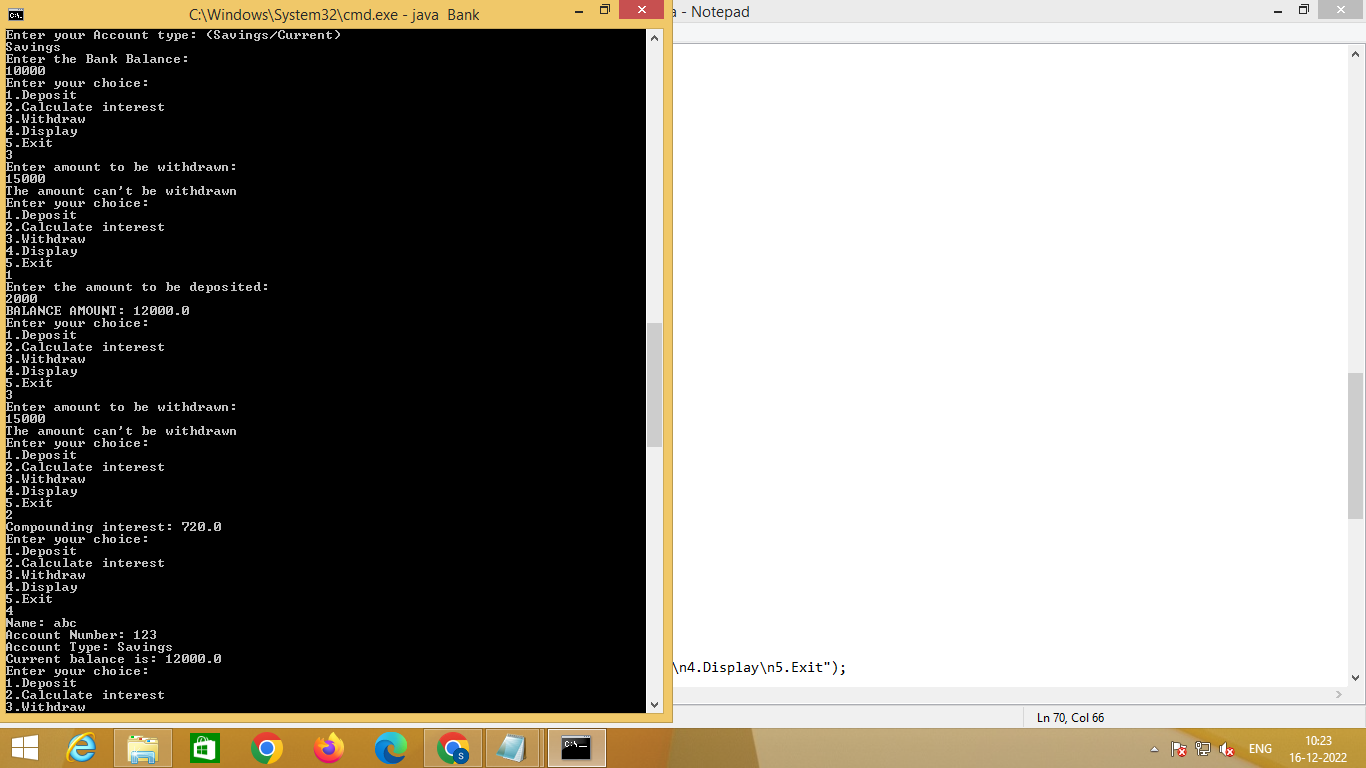 C:\Windows\System32\cmd.exe - java  Bank
a - Notepad
Enter your Account type: (Savings/Current)
Savings
Enter the Bank Balance:
10000
Enter your choice:
1.Deposit
2.Calculate interest
3.Withdraw
4.Display
5.Exit
3
Enter amount to be withdrawn:
15000
The amount can't be withdrawn
Enter your choice:
1.Deposit
2.Calculate interest
3.Withdraw
4.Display
5.Exit
1
Enter the amount to be deposited:
2000
BALANCE AMOUNT: 12000.0
Enter your choice:
1.Deposit
2.Calculate interest
3.Withdraw
4.Display
5.Exit
3
Enter amount to be withdrawn:
15000
The amount can't be withdrawn
Enter your choice:
1.Deposit
2.Calculate interest
3.Withdraw
4.Display
5.Exit
2
Compounding interest: 720.0
Enter your choice:
1.Deposit
2.Calculate interest
3.Withdraw
4.Display
5.Exit
4
Name: abc
Account Number: 123
Account Type: Savings
Current balance is: 12000.0
Enter your choice:
1.Deposit
2.Calculate interest
3.Withdraw
\n4.Display\n5.Exit");
Ln 70, Col 66
ENG
10:23
16-12-2022